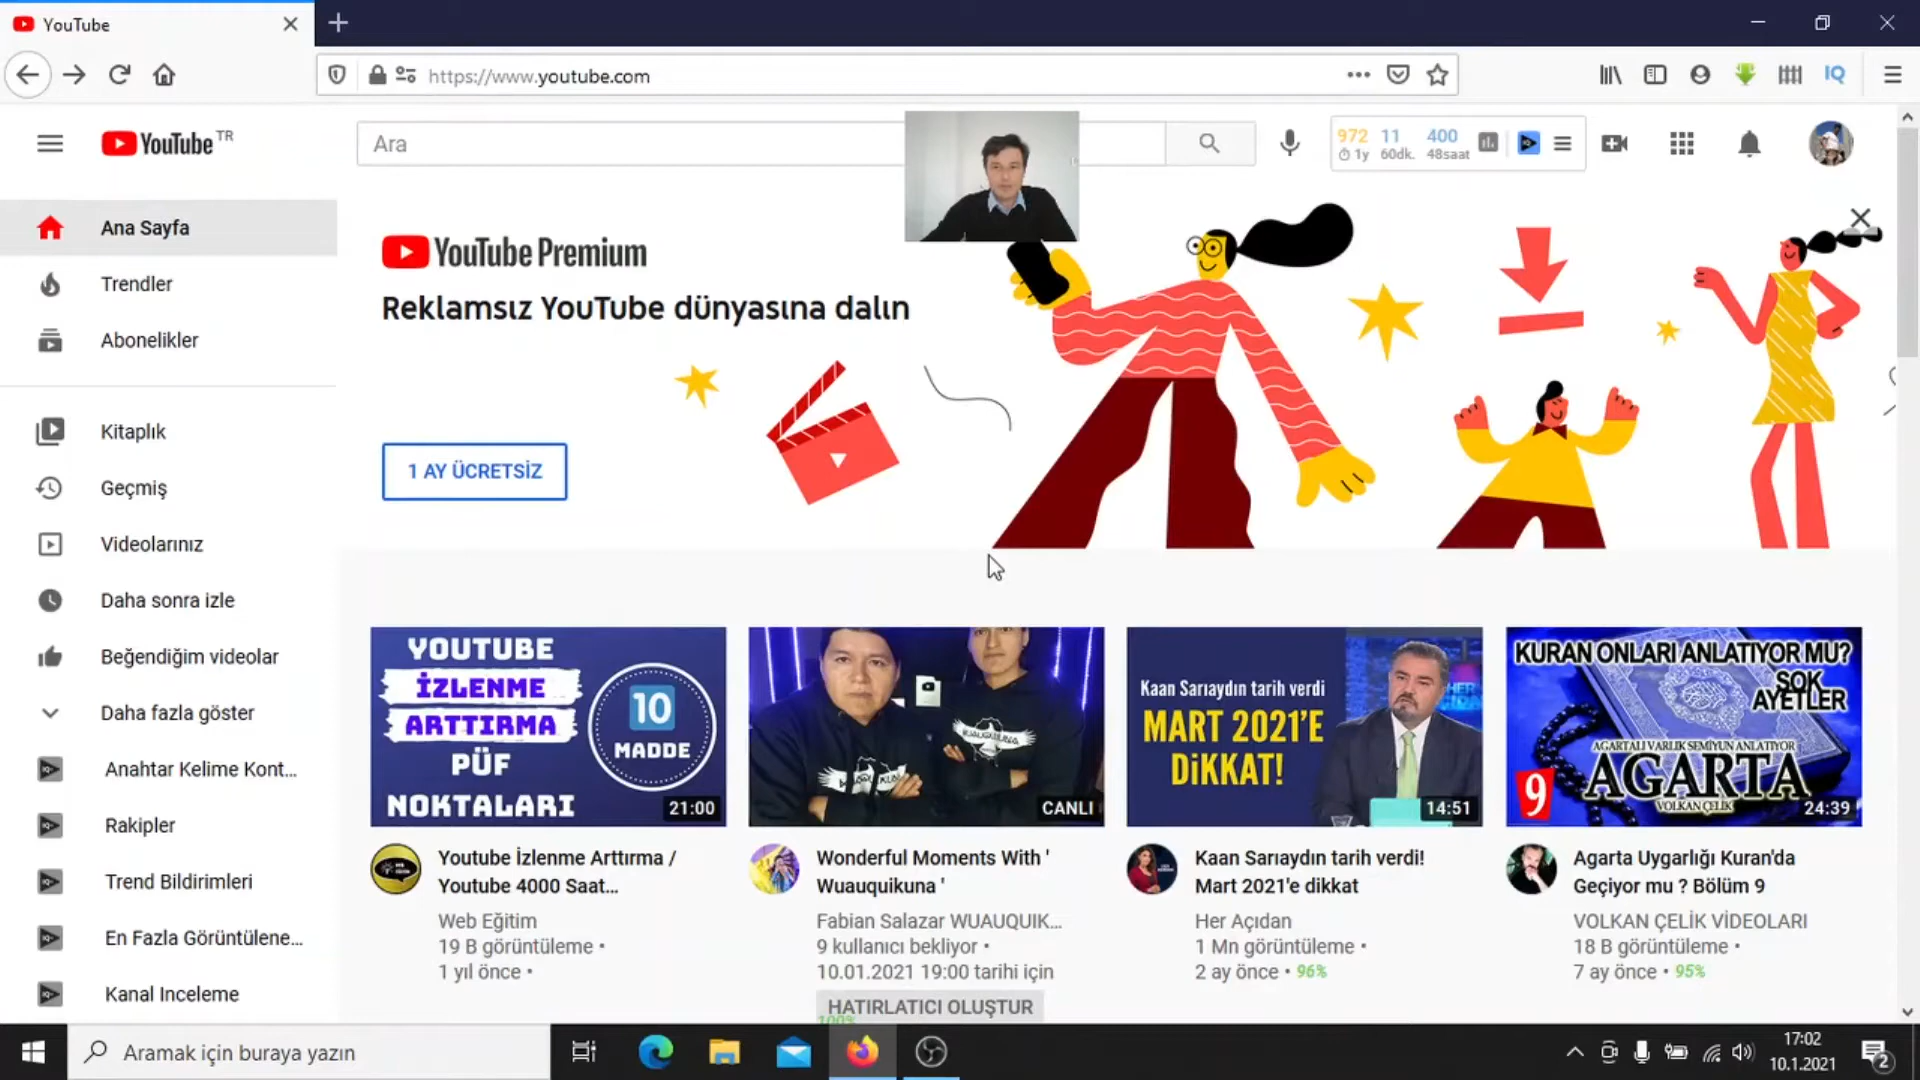 YouTube
https://www.youtube.com
IQ
YouTube TR
Ara
972 11 400
1y 60dk. 48saat
Ana Sayfa
Trendler
Abonelikler
Kitaplık
Geçmiş
Videolarınız
Daha sonra izle
Beğendiğim videolar
Daha fazla göster
Anahtar Kelime Kont...
Rakipler
Trend Bildirimleri
En Fazla Görüntülene...
Kanal Inceleme
YouTube Premium
Reklamsız YouTube dünyasına dalın
1 AY ÜCRETSİZ
YOUTUBE
İZLENME
ARTTIRMA
PÜF
NOKTALARI
10
MADDE
21:00
Youtube İzlenme Arttırma /
Youtube 4000 Saat...
Web Eğitim
19 B görüntüleme •
1 yıl önce •
CANLI
Wonderful Moments With '
Wuauquikuna '
Fabian Salazar WUAUQUIK...
9 kullanıcı bekliyor •
10.01.2021 19:00 tarihi için
HATIRLATICI OLUŞTUR
100%
Kaan Sarıaydın tarih verdi
MART 2021'E
DİKKAT!
14:51
Kaan Sarıaydın tarih verdi!
Mart 2021'e dikkat
Her Açıdan
1 Mn görüntüleme •
2 ay önce • 96%
KURAN ONLARI ANLATIYOR MU?
ŞOK
AYETLER
AGARTALI VARLIK SEMİYUN ANLATIYOR
AGARTA
VOLKAN ÇELİK
9
24:39
Agarta Uygarlığı Kuran'da
Geçiyor mu ? Bölüm 9
VOLKAN ÇELİK VİDEOLARI
18 B görüntüleme •
7 ay önce • 95%
Aramak için buraya yazın
17:02
10.1.2021
2